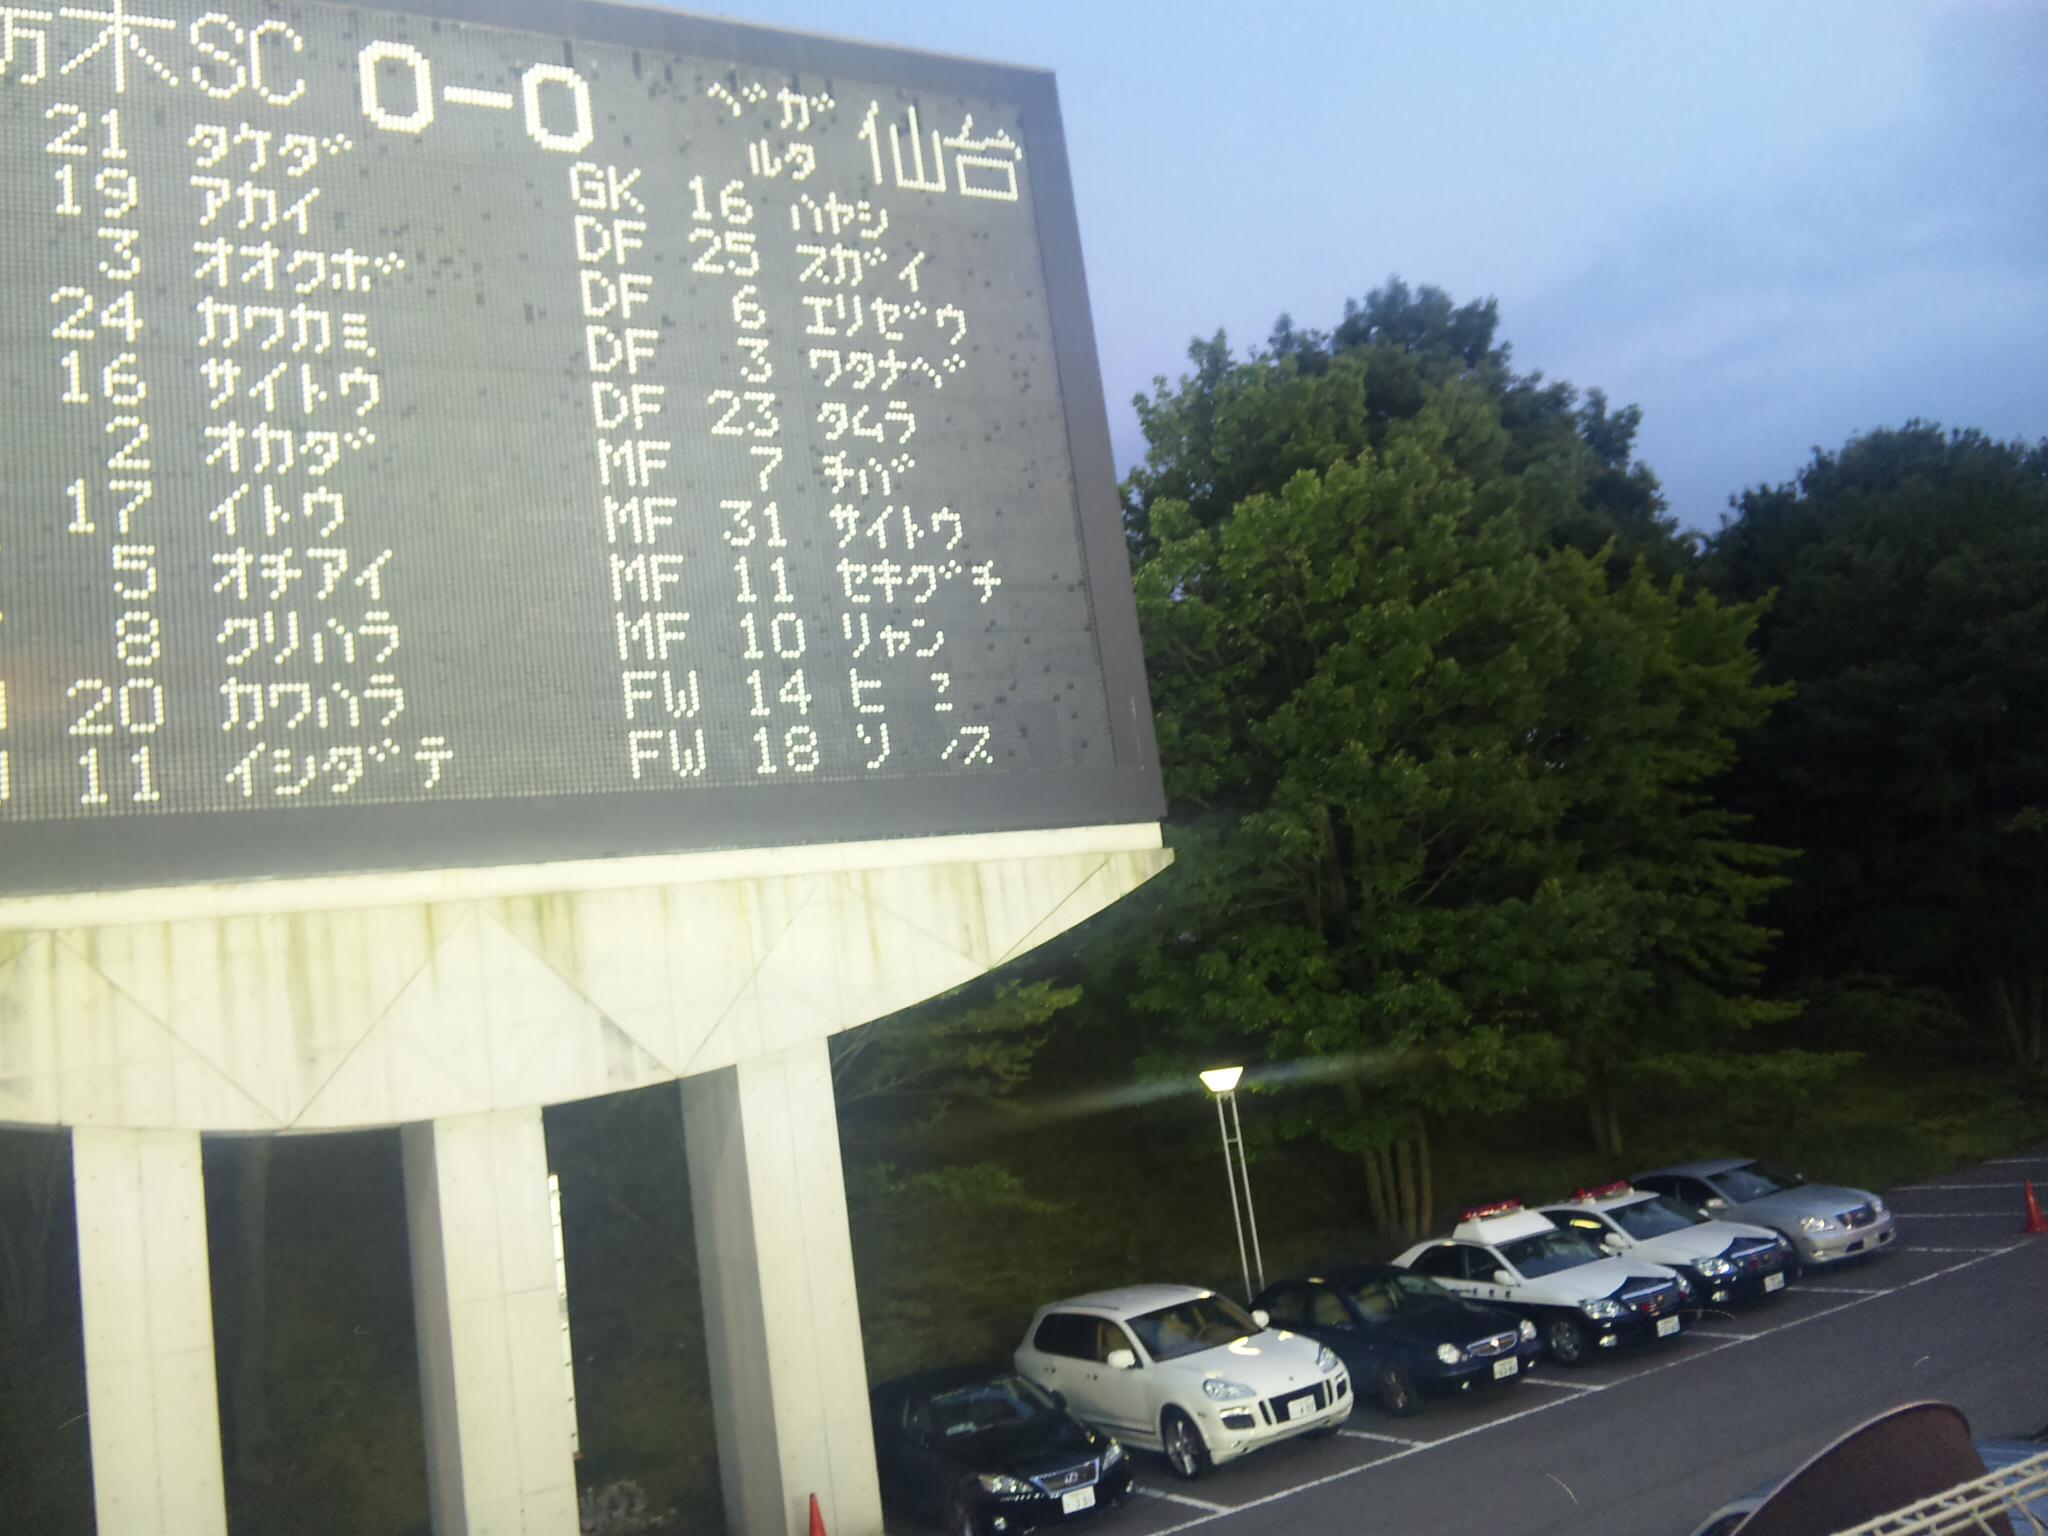 栃木SC 0-0 ベガルタ 仙台
21 タケダ GK 16 ハヤシ
19 アカイ DF 25 スガイ
3 オオクボ DF 6 エリゼウ
24 カワカミ DF 3 ワタナベ
16 サイトウ DF 23 タムラ
2 オカダ MF 7 チバ
17 イトウ MF 31 サイトウ
5 オチアイ MF 11 セキグチ
8 クリハラ MF 10 リャン
20 カワハラ FW 14
11 イシダテ FW 18